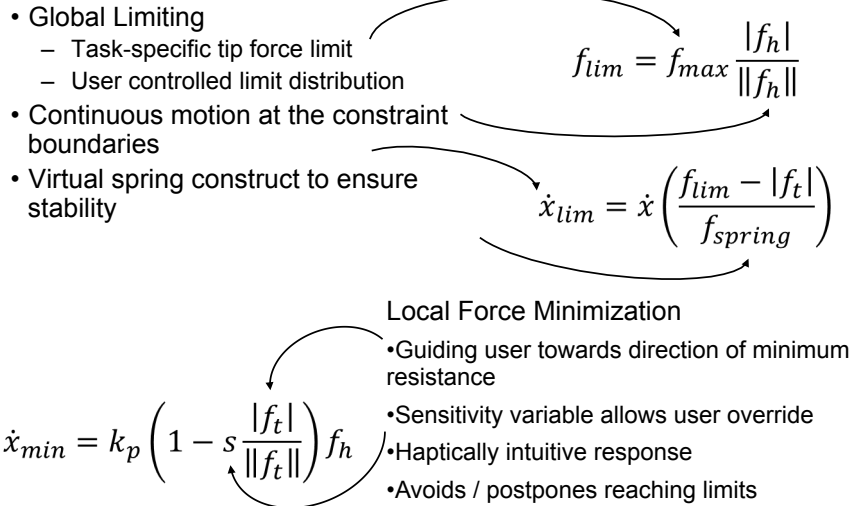 • Global Limiting
– Task-specific tip force limit
– User controlled limit distribution
• Continuous motion at the constraint
boundaries
• Virtual spring construct to ensure
stability
f_{lim} = f_{max} \frac{|f_h|}{‖f_h‖}
\dot{x}_{lim} = \dot{x} \left( \frac{f_{lim} − |f_t|}{f_{spring}} \right)
Local Force Minimization
•Guiding user towards direction of minimum
resistance
•Sensitivity variable allows user override
•Haptically intuitive response
•Avoids / postpones reaching limits
\dot{x}_{min} = k_p \left( 1 − s \frac{|f_t|}{‖f_t‖} \right) f_h